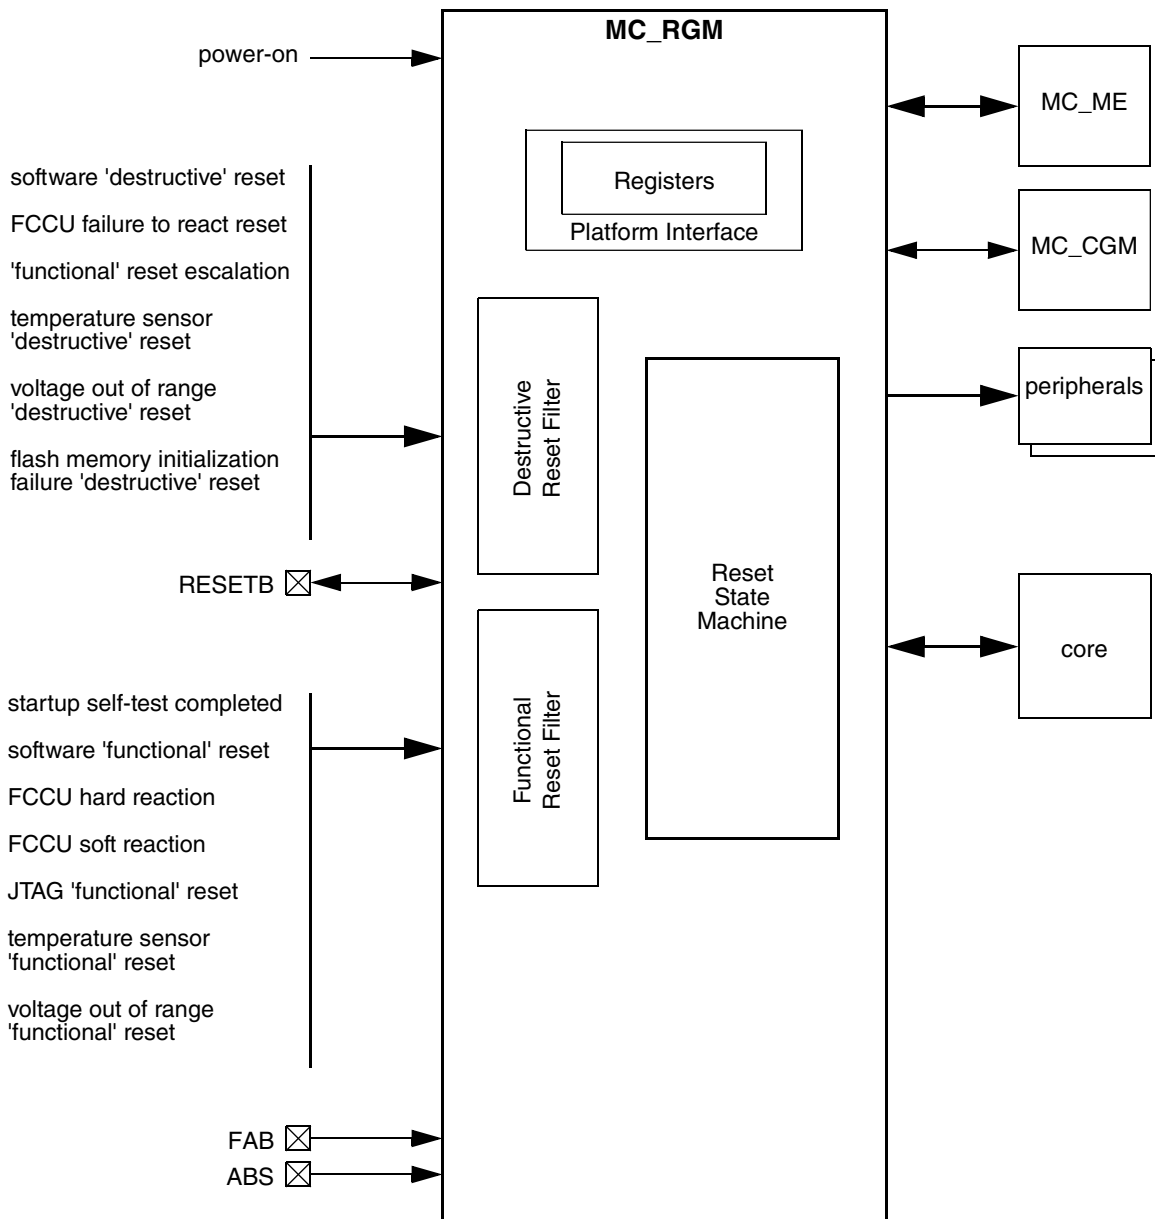 MC_RGM
power-on
software 'destructive' reset
FCCU failure to react reset
'functional' reset escalation
temperature sensor
'destructive' reset
voltage out of range
'destructive' reset
flash memory initialization
failure 'destructive' reset
RESETB
startup self-test completed
software 'functional' reset
FCCU hard reaction
FCCU soft reaction
JTAG 'functional' reset
temperature sensor
'functional' reset
voltage out of range
'functional' reset
FAB
ABS
Registers
Platform Interface
Destructive
Reset Filter
Functional
Reset Filter
Reset
State
Machine
MC_ME
MC_CGM
peripherals
core